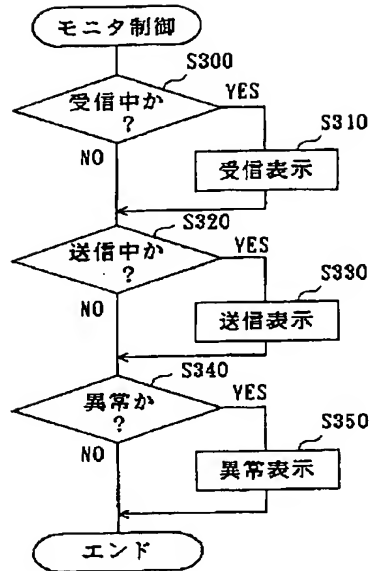 モニタ制御
S300
受信中か
?
YES
NO
S310
受信表示
S320
送信中か
?
YES
NO
S330
送信表示
S340
異常か
?
YES
NO
S350
異常表示
エンド